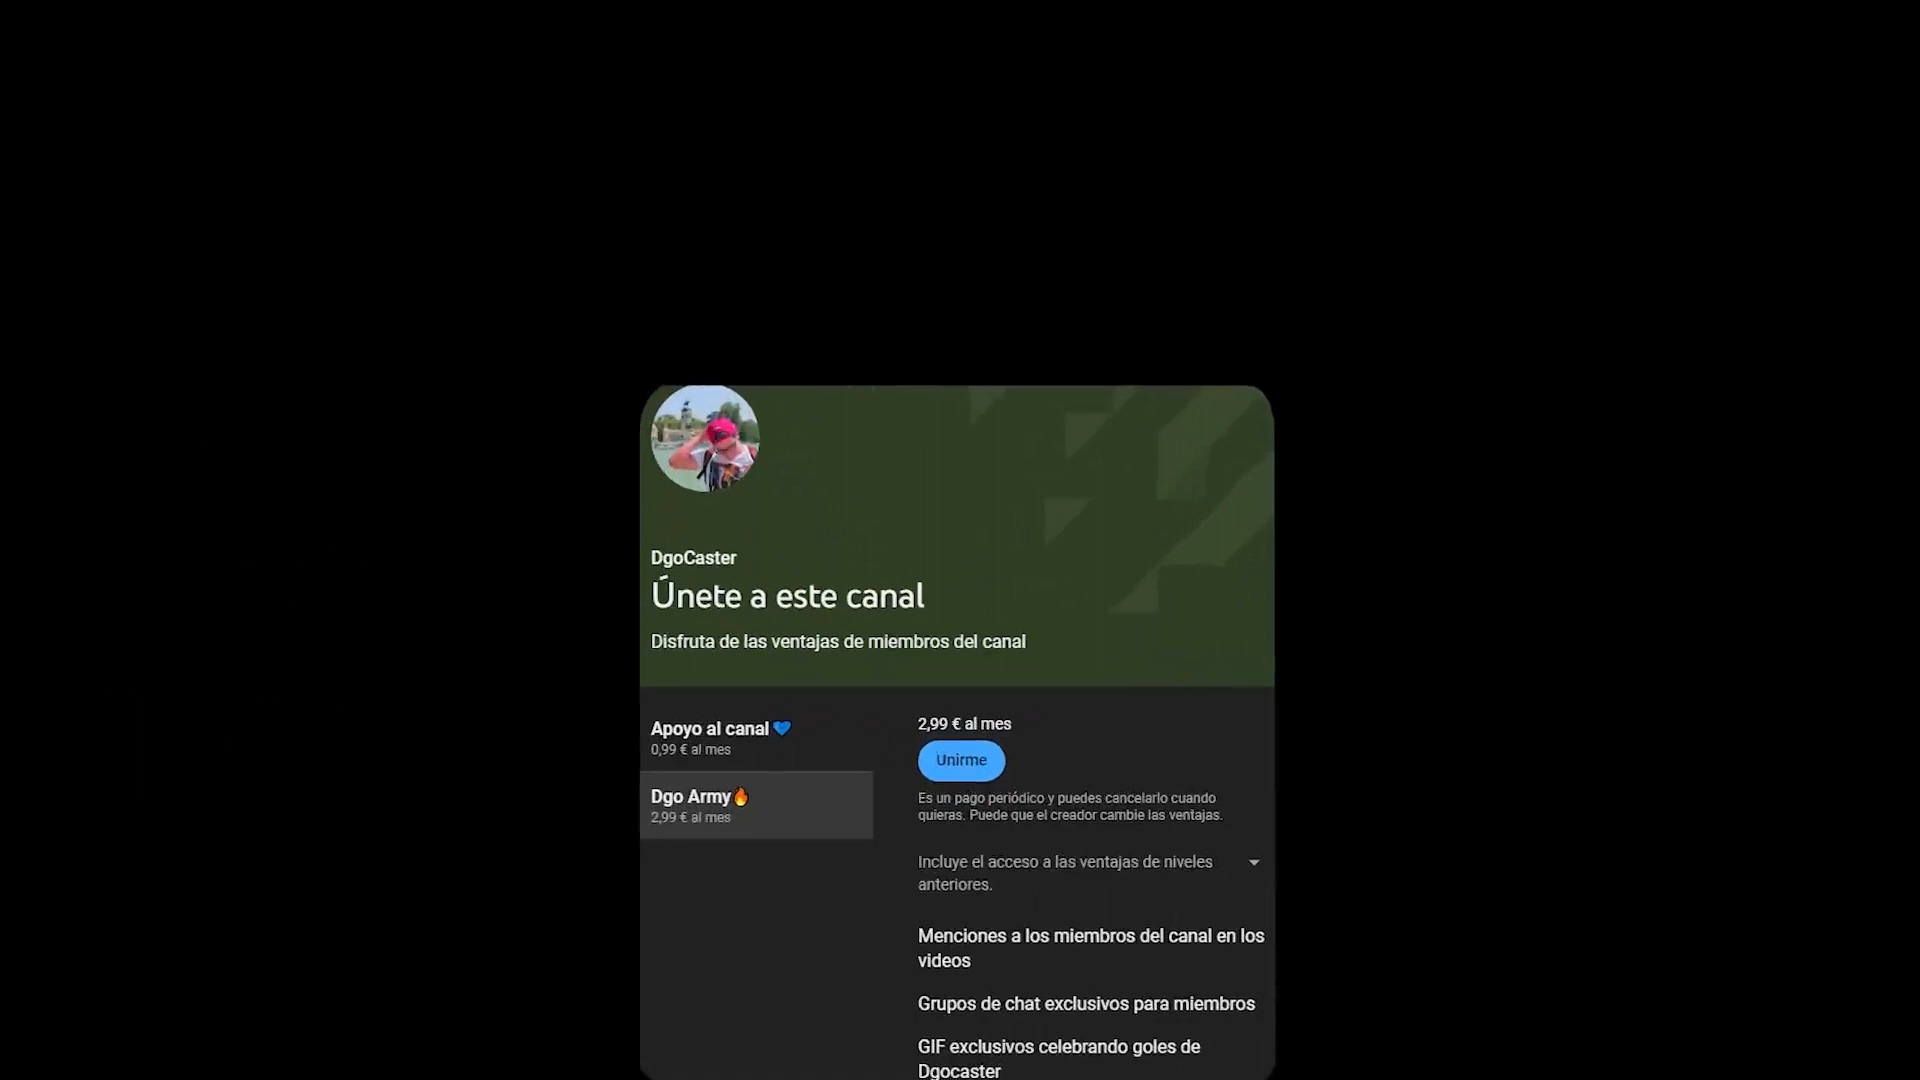 DgoCaster
Únete a este canal
Disfruta de las ventajas de miembros del canal
Apoyo al canal💙
0,99 € al mes
Dgo Army🔥
2,99 € al mes
2,99 € al mes
Unirme
Es un pago periódico y puedes cancelarlo cuando
quieras. Puede que el creador cambie las ventajas.
Incluye el acceso a las ventajas de niveles
anteriores.
Menciones a los miembros del canal en los
videos
Grupos de chat exclusivos para miembros
GIF exclusivos celebrando goles de
Dgocaster